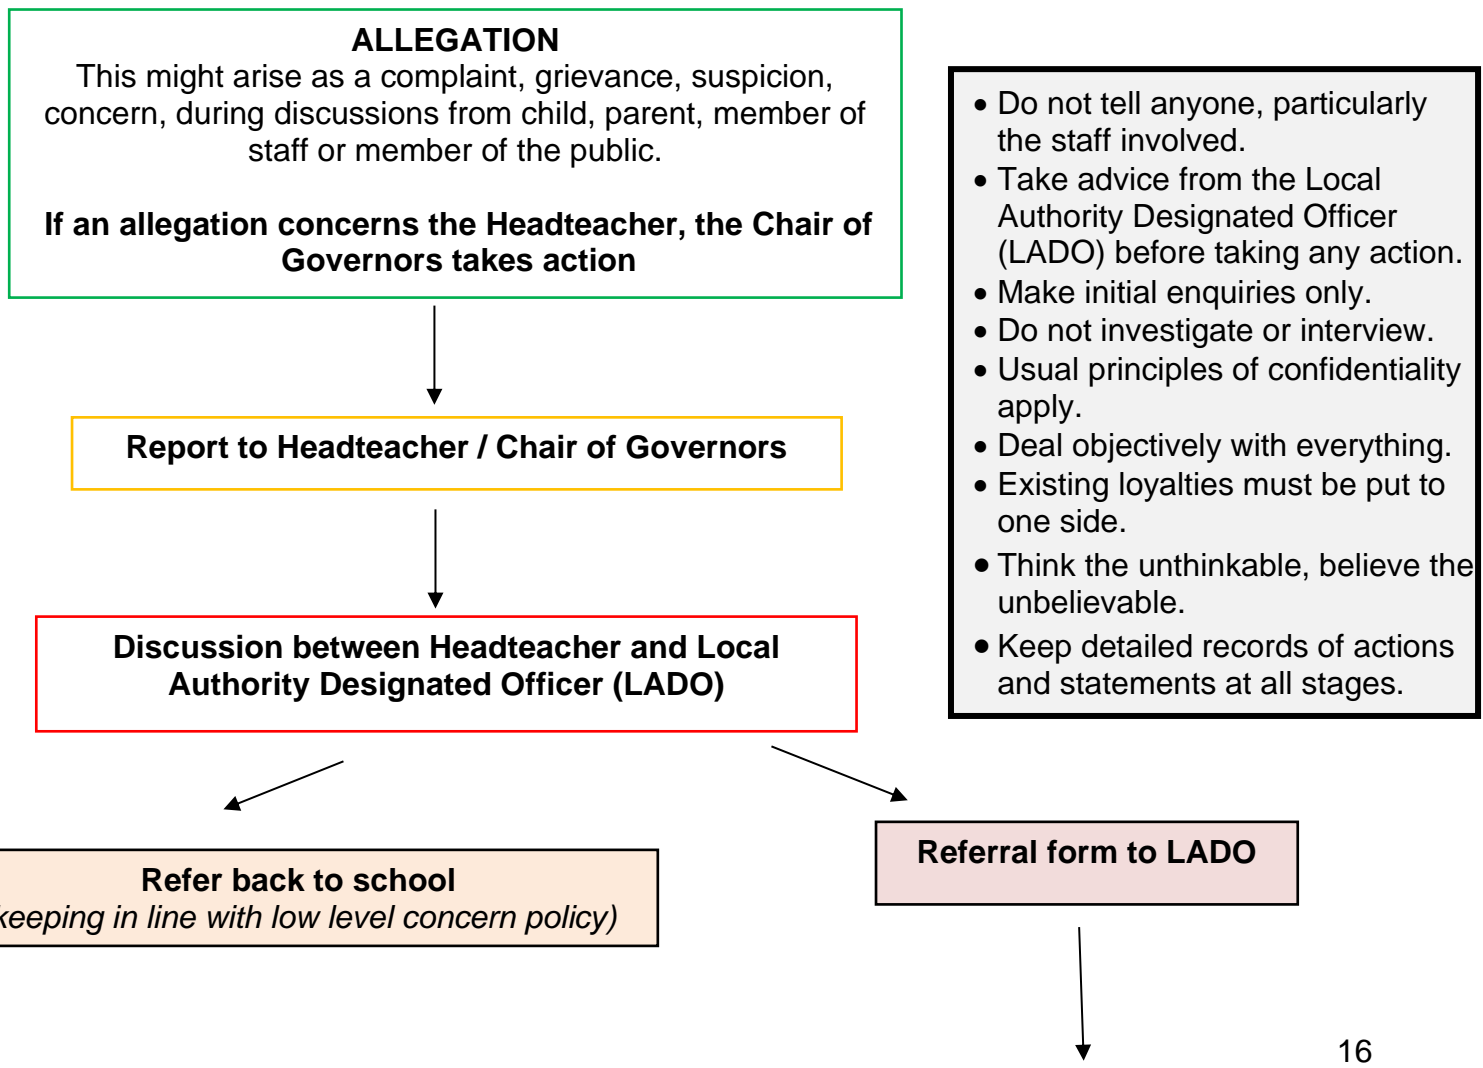 ALLEGATION
This might arise as a complaint, grievance, suspicion,
concern, during discussions from child, parent, member of
staff or member of the public.
If an allegation concerns the Headteacher, the Chair of
Governors takes action
Report to Headteacher / Chair of Governors
Discussion between Headteacher and Local
Authority Designated Officer (LADO)
Refer back to school
keeping in line with low level concern policy)
Referral form to LADO
• Do not tell anyone, particularly
the staff involved.
• Take advice from the Local
Authority Designated Officer
(LADO) before taking any action.
• Make initial enquiries only.
• Do not investigate or interview.
• Usual principles of confidentiality
apply.
• Deal objectively with everything.
• Existing loyalties must be put to
one side.
• Think the unthinkable, believe the
unbelievable.
• Keep detailed records of actions
and statements at all stages.
16